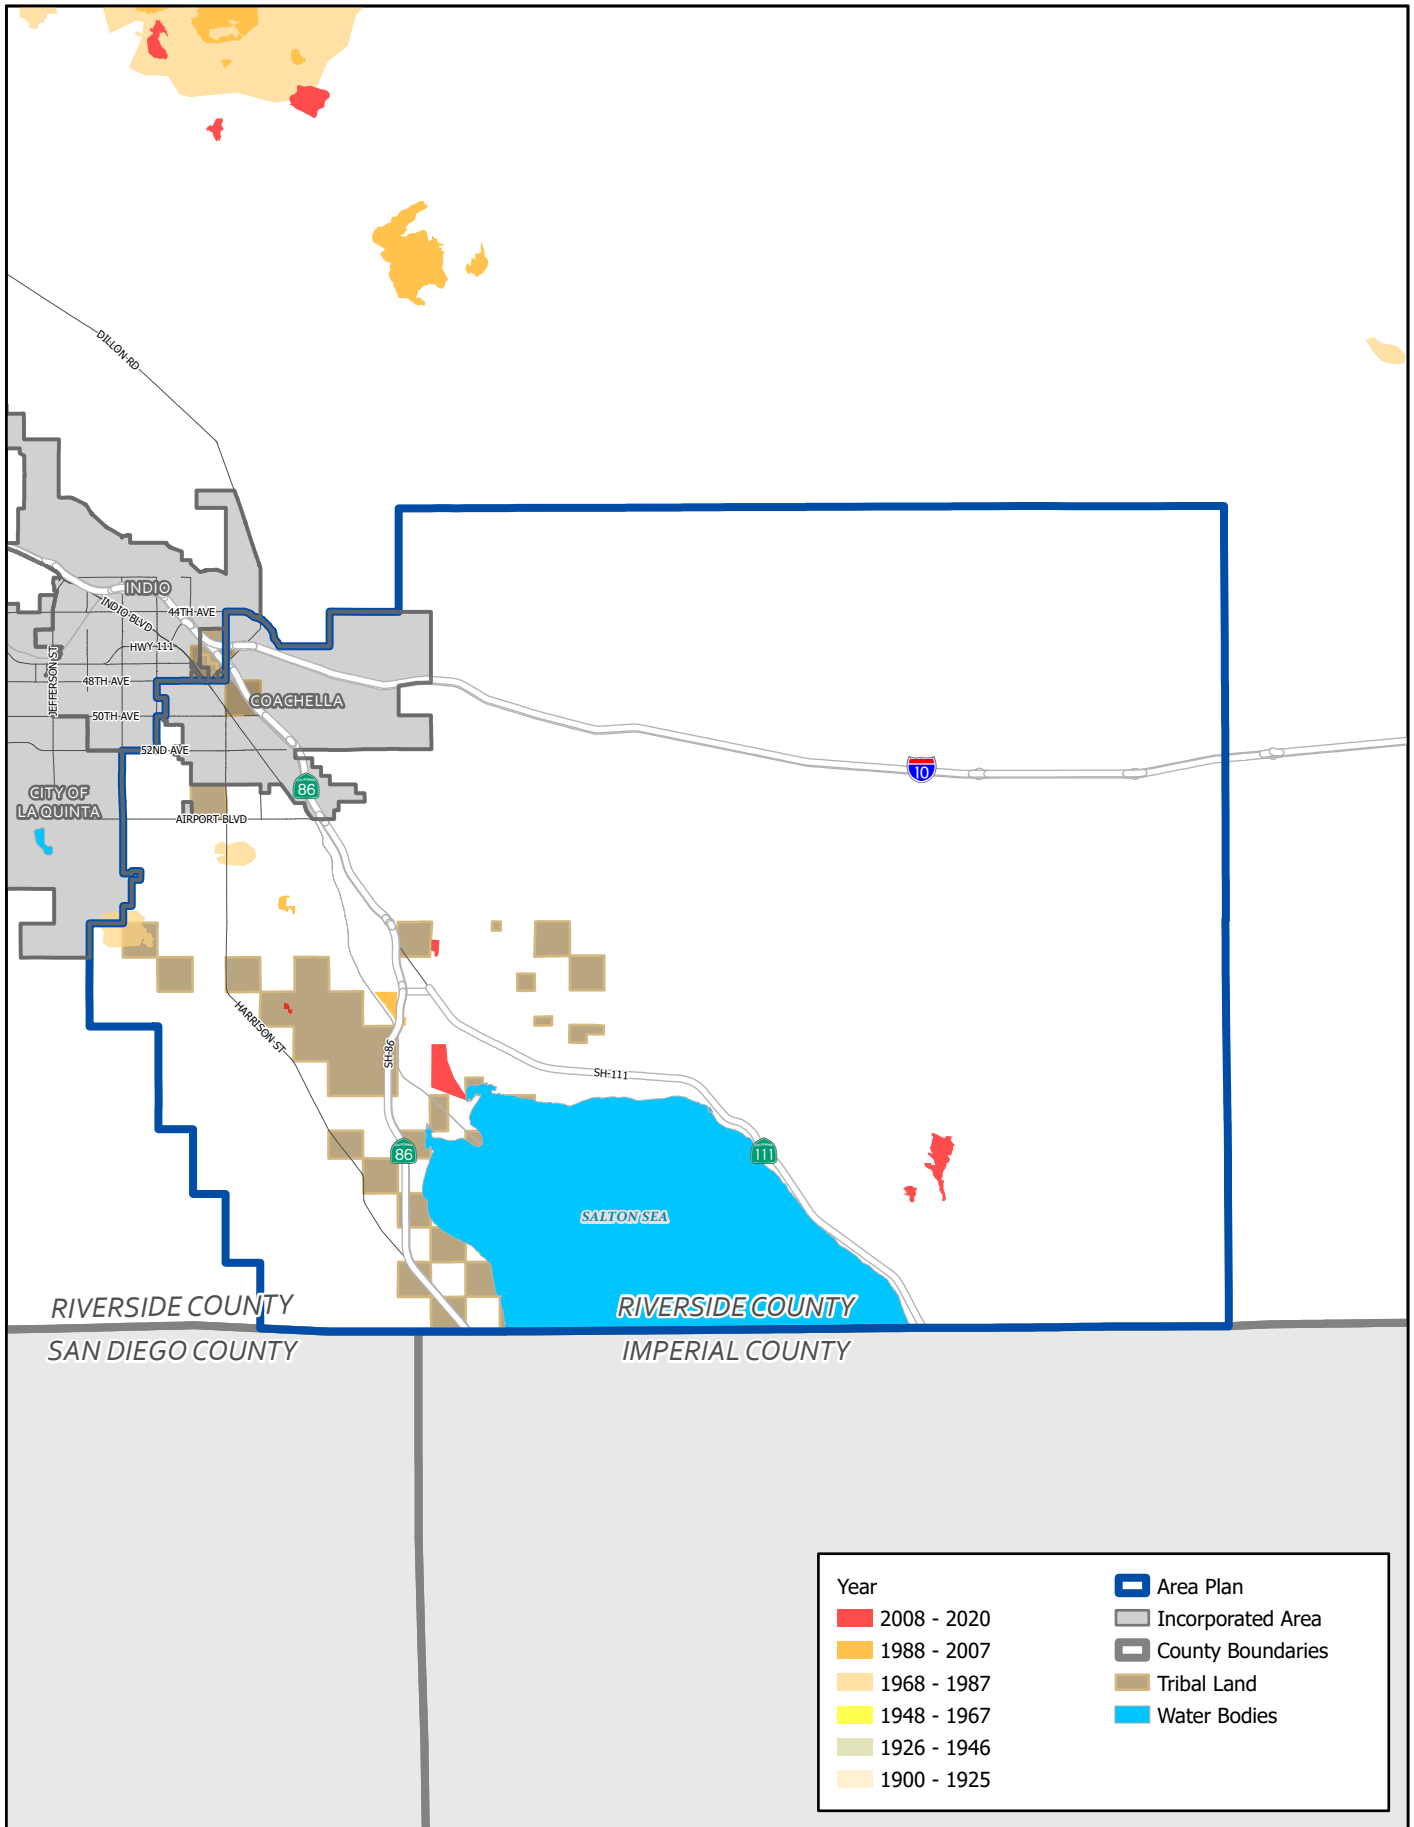 DILLON RD
INDIO
INDIO BLVD
44TH AVE
HWY 111
JEFFERSON ST
48TH AVE
COACHELLA
50TH AVE
52ND AVE
10
CALIFORNIA
86
CITY OF
LA QUINTA
AIRPORT BLVD
HARRISON ST
SH-86
SH-111
CALIFORNIA
86
CALIFORNIA
111
SALTON SEA
RIVERSIDE COUNTY
RIVERSIDE COUNTY
SAN DIEGO COUNTY
IMPERIAL COUNTY
Year
2008 - 2020
1988 - 2007
1968 - 1987
1948 - 1967
1926 - 1946
1900 - 1925
Area Plan
Incorporated Area
County Boundaries
Tribal Land
Water Bodies